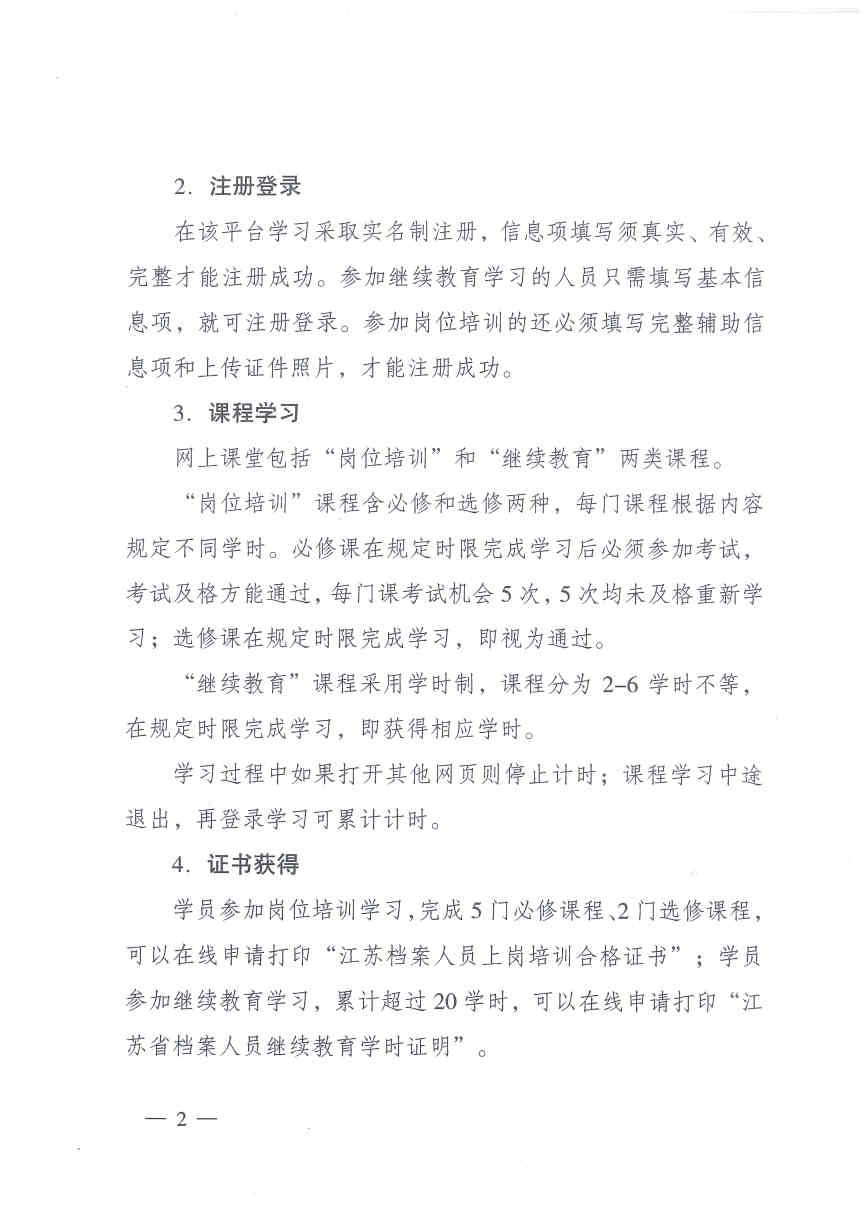 2. 注册登录
在该平台学习采取实名制注册，信息项填写须真实、有效、
完整才能注册成功。参加继续教育学习的人员只需填写基本信
息项，就可注册登录。参加岗位培训的还必须填写完整辅助信
息项和上传证件照片，才能注册成功。
3. 课程学习
网上课堂包括“岗位培训”和“继续教育”两类课程。
“岗位培训”课程含必修和选修两种，每门课程根据内容
规定不同学时。必修课在规定时限完成学习后必须参加考试，
考试及格方能通过，每门课考试机会 5 次，5 次均未及格重新学
习；选修课在规定时限完成学习，即视为通过。
“继续教育”课程采用学时制，课程分为 2–6 学时不等，
在规定时限完成学习，即获得相应学时。
学习过程中如果打开其他网页则停止计时；课程学习中途
退出，再登录学习可累计计时。
4. 证书获得
学员参加岗位培训学习，完成 5 门必修课程、2 门选修课程，
可以在线申请打印“江苏档案人员上岗培训合格证书”；学员
参加继续教育学习，累计超过 20 学时，可以在线申请打印“江
苏省档案人员继续教育学时证明”。
— 2 —